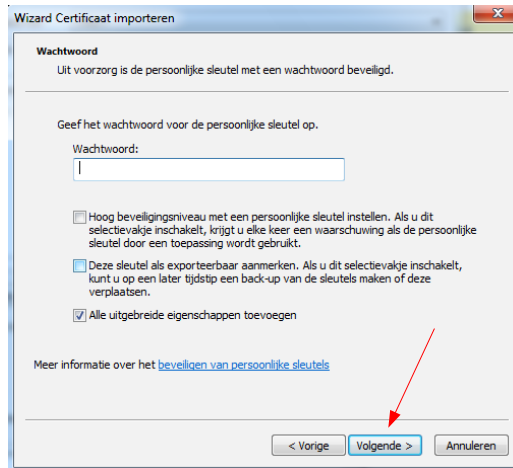 Wizard Certificaat importeren
Wachtwoord
Uit voorzorg is de persoonlijke sleutel met een wachtwoord beveiligd.
Geef het wachtwoord voor de persoonlijke sleutel op.
Wachtwoord:
Hoog beveiligingsniveau met een persoonlijke sleutel instellen. Als u dit
selectievakje inschakelt, krijgt u elke keer een waarschuwing als de persoonlijke
sleutel door een toepassing wordt gebruikt.
Deze sleutel als exporteerbaar aanmerken. Als u dit selectievakje inschakelt,
kunt u op een later tijdstip een back-up van de sleutels maken of deze
verplaatsen.
Alle uitgebreide eigenschappen toevoegen
Meer informatie over het beveiligen van persoonlijke sleutels
< Vorige Volgende > Annuleren